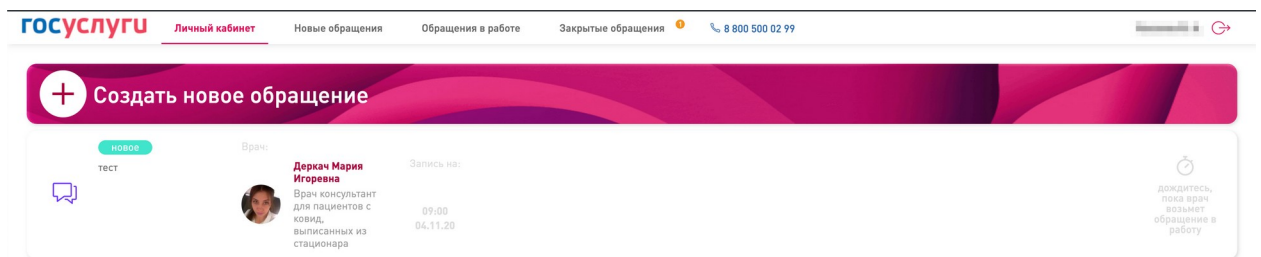 госуслуги Личный кабинет Новые обращения Обращения в работе Закрытые обращения 1 8 800 500 02 99
Создать новое обращение
новое Врач:
тест
Деркач Мария
Игоревна
Врач консультант
для пациентов с
ковид,
выписанных из
стационара
Запись на:
09:00
04.11.20
дождитесь,
пока врач
возьмет
обращение в
работу